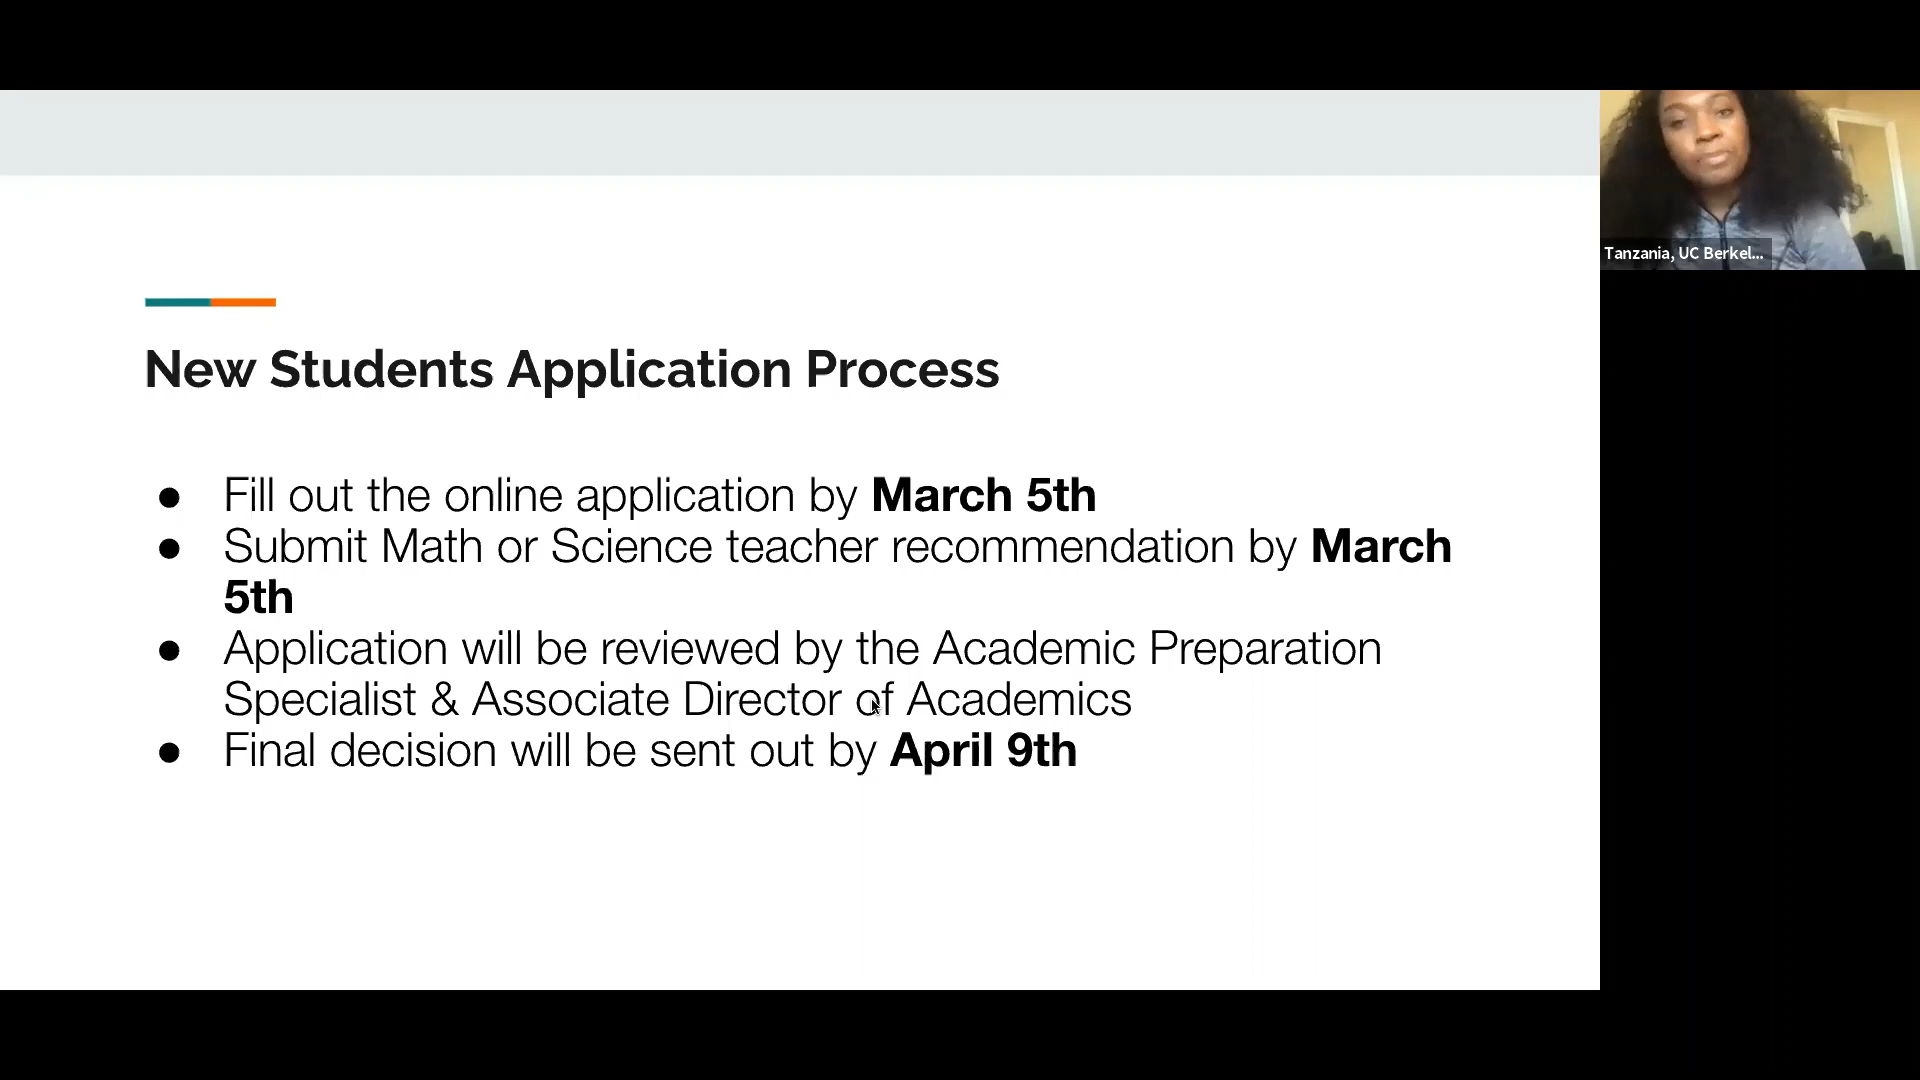 New Students Application Process
● Fill out the online application by March 5th
● Submit Math or Science teacher recommendation by March
5th
● Application will be reviewed by the Academic Preparation
Specialist & Associate Director of Academics
● Final decision will be sent out by April 9th
Tanzania, UC Berkel...